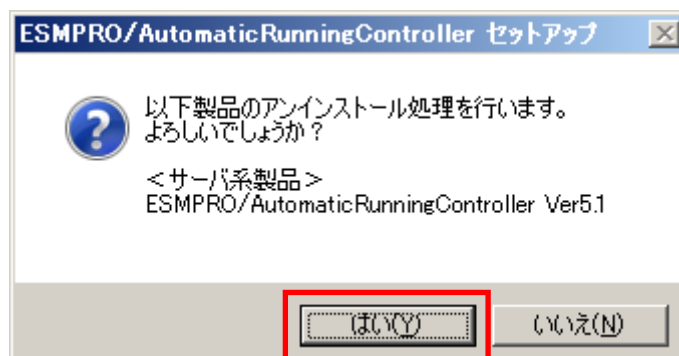 ESMPRO/AutomaticRunningController セットアップ
以下製品のアンインストール処理を行います。
よろしいでしょうか？
＜サーバ系製品＞
ESMPRO/AutomaticRunningController Ver5.1
はい(Y) いいえ(N)